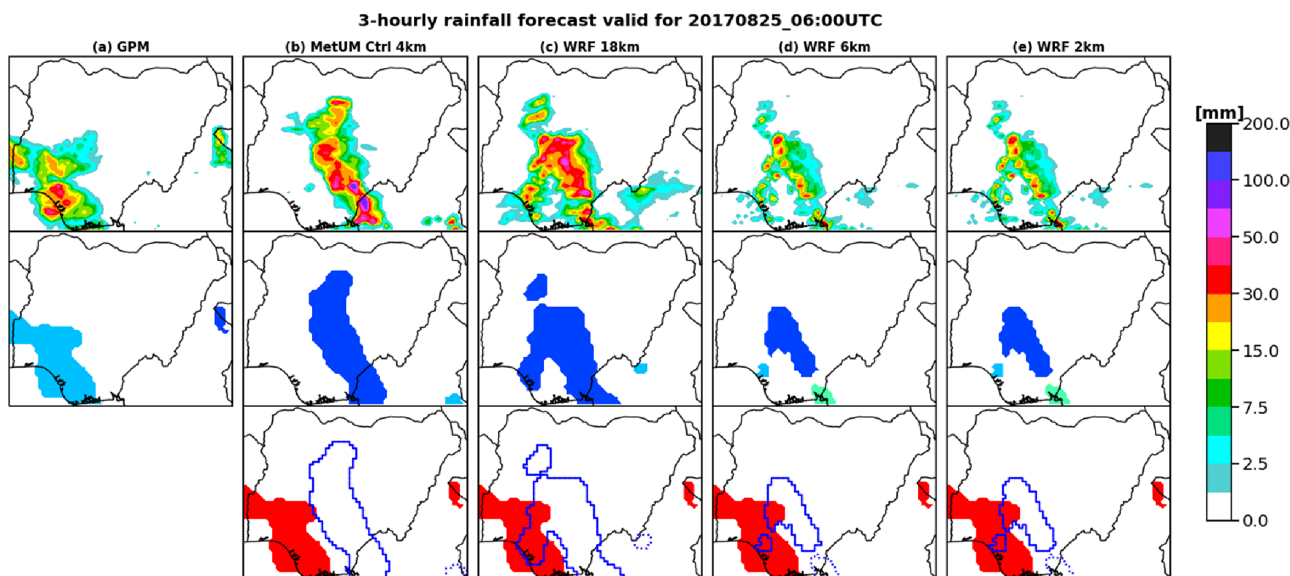 3-hourly rainfall forecast valid for 20170825_06:00UTC
(a) GPM
(b) MetUM Ctrl 4km
(c) WRF 18km
(d) WRF 6km
(e) WRF 2km
[mm]
200.0
100.0
50.0
30.0
15.0
7.5
2.5
0.0